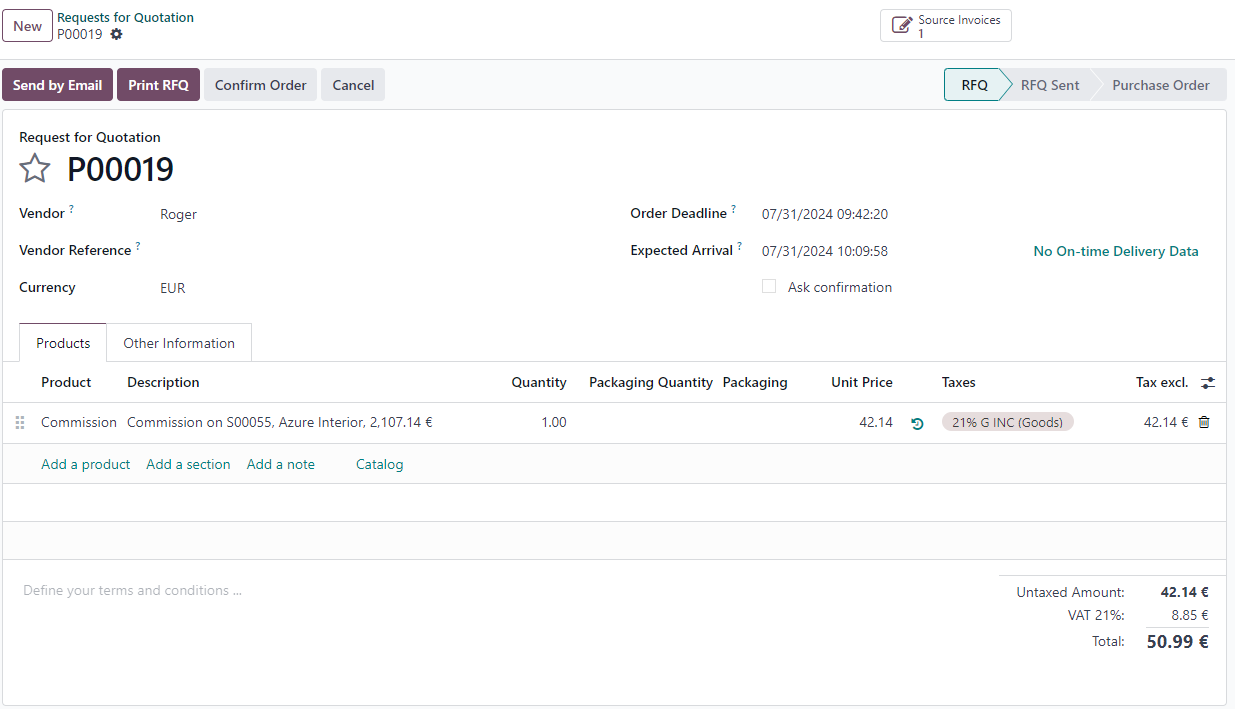 New
Requests for Quotation
P00019
Source Invoices
1
Send by Email Print RFQ Confirm Order Cancel
RFQ RFQ Sent Purchase Order
Request for Quotation
P00019
Vendor ? Roger
Order Deadline ? 07/31/2024 09:42:20
Vendor Reference ?
Expected Arrival ? 07/31/2024 10:09:58 No On-time Delivery Data
Currency EUR
Ask confirmation
Products Other Information
Product Description Quantity Packaging Quantity Packaging Unit Price Taxes Tax excl.
Commission Commission on S00055, Azure Interior, 2,107.14 € 1.00 42.14 21% G INC (Goods) 42.14 €
Add a product Add a section Add a note Catalog
Define your terms and conditions ...
Untaxed Amount: 42.14 €
VAT 21%: 8.85 €
Total: 50.99 €